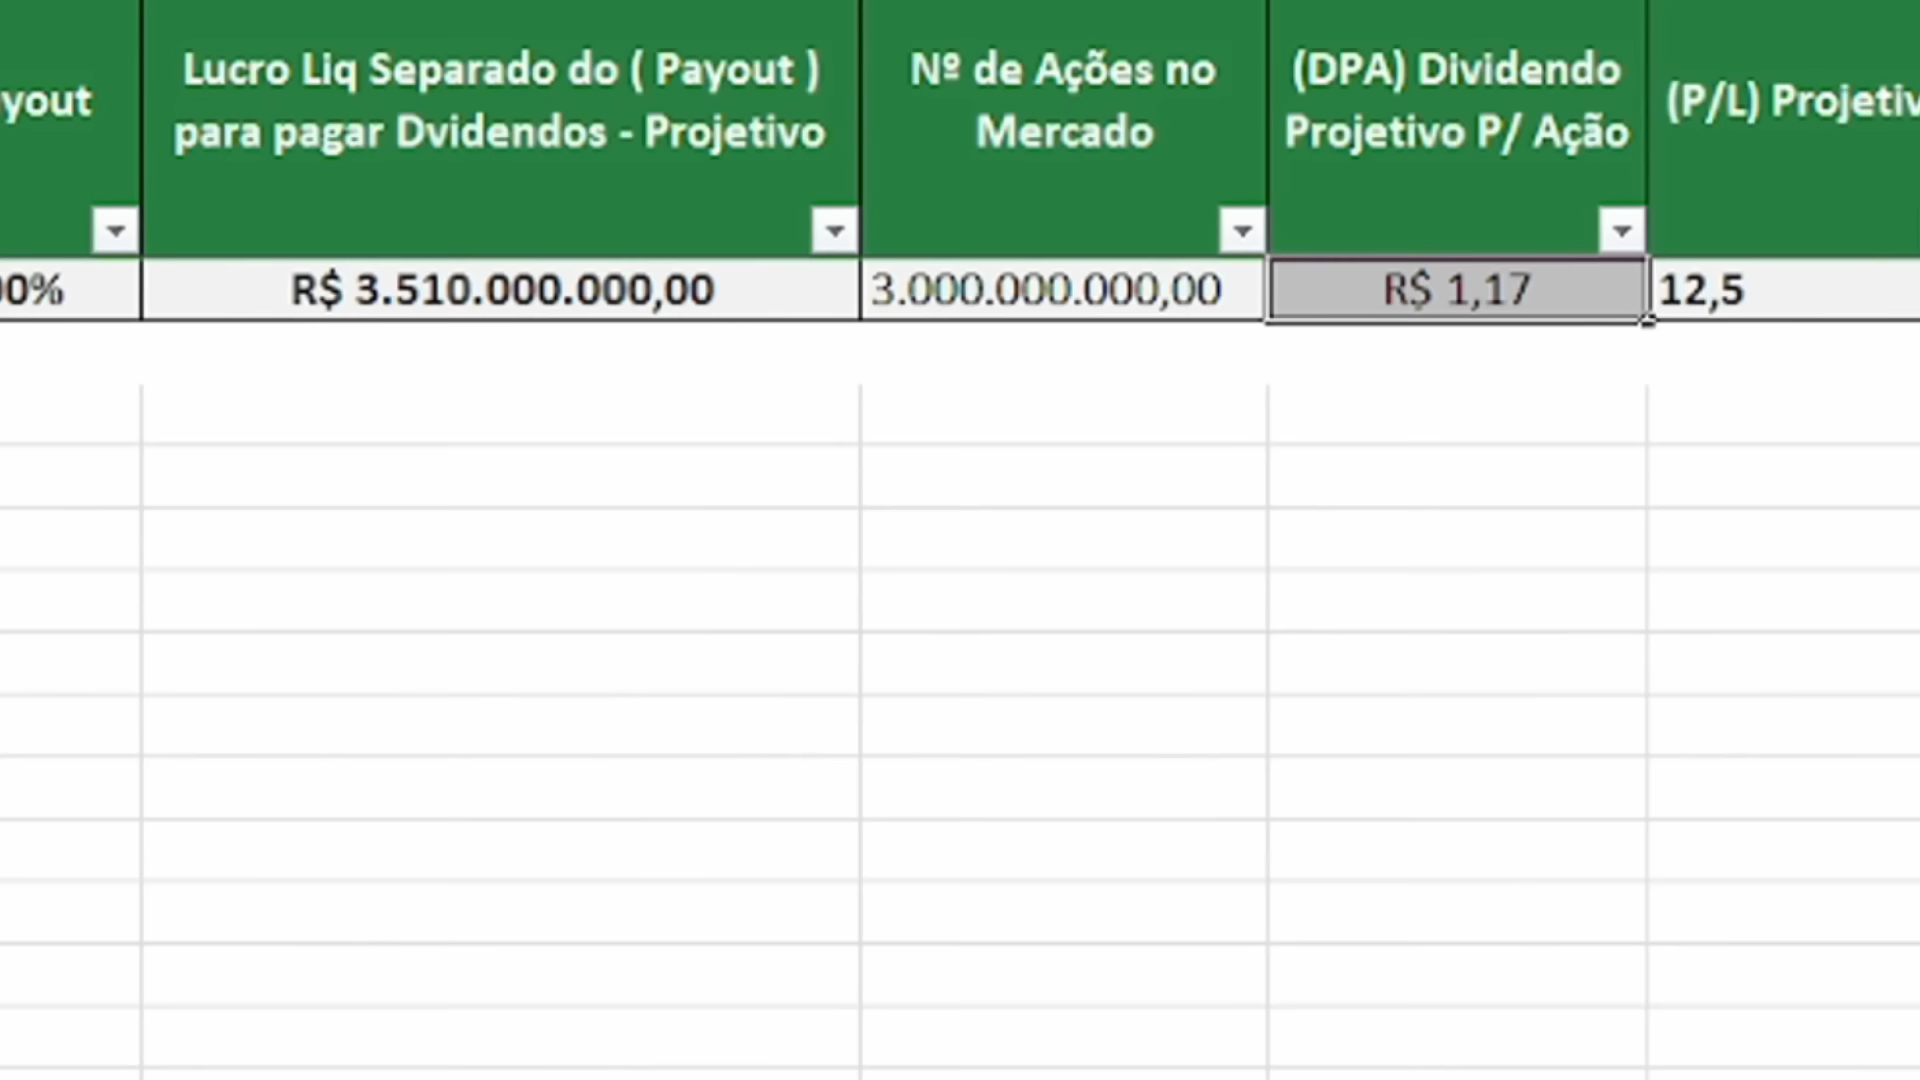 yout
Lucro Liq Separado do ( Payout )
para pagar Dvidendos - Projetivo
Nº de Ações no
Mercado
(DPA) Dividendo
Projetivo P/ Ação
(P/L) Projetiv
00%
R$ 3.510.000.000,00
3.000.000.000,00
R$ 1,17
12,5